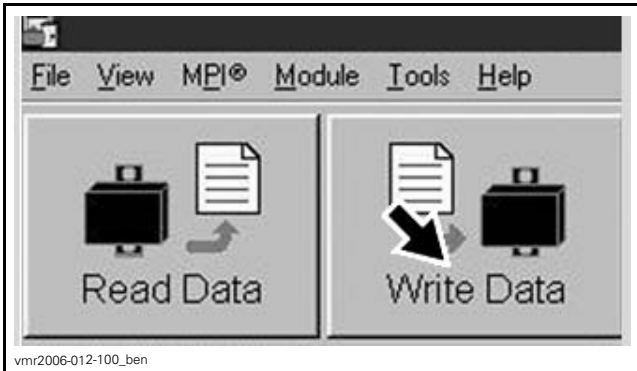 File View MPI® Module Tools Help
Read Data Write Data
vmr2006-012-100_ben